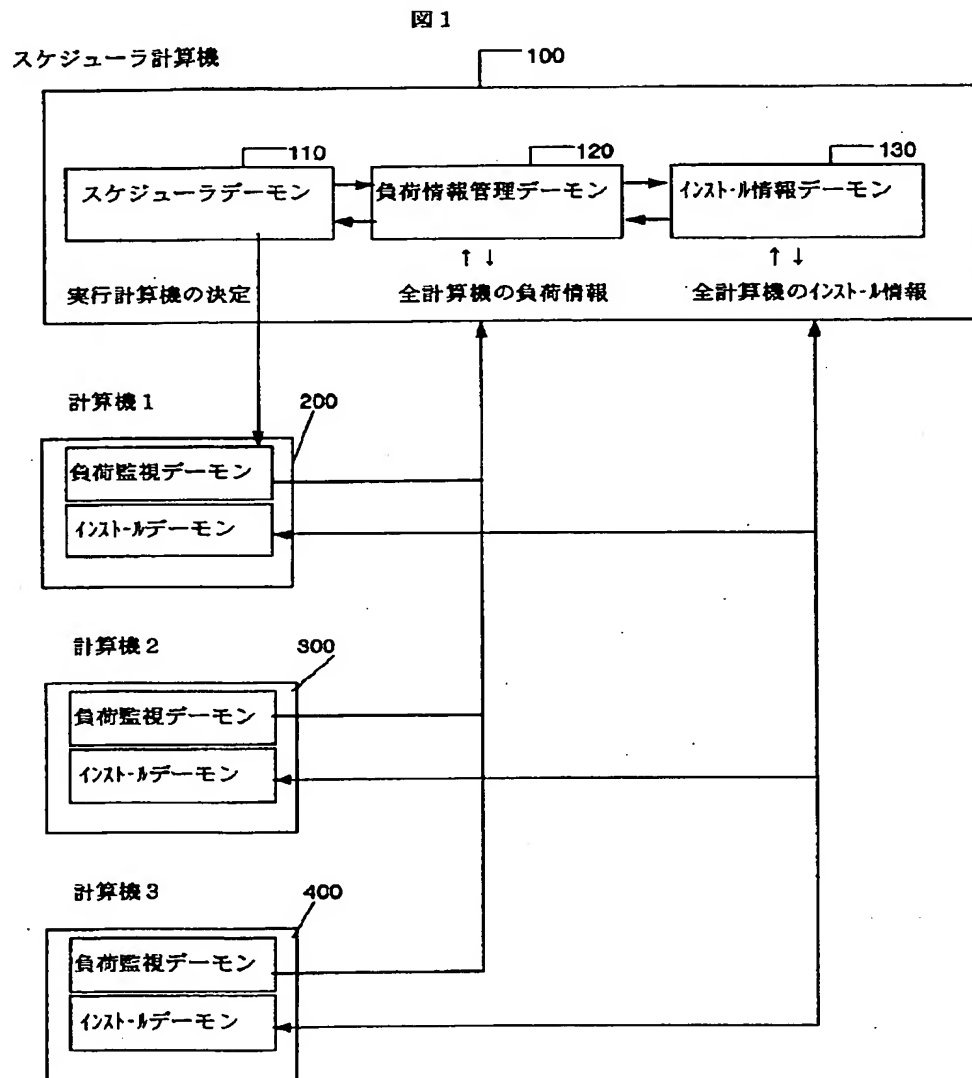 図1
スケジューラ計算機
100
110
120
130
スケジューラデーモン
負荷情報管理デーモン
インストール情報デーモン
↑↓
↑↓
実行計算機の決定
全計算機の負荷情報
全計算機のインストール情報
計算機1
200
負荷監視デーモン
インストールデーモン
計算機2
300
負荷監視デーモン
インストールデーモン
計算機3
400
負荷監視デーモン
インストールデーモン